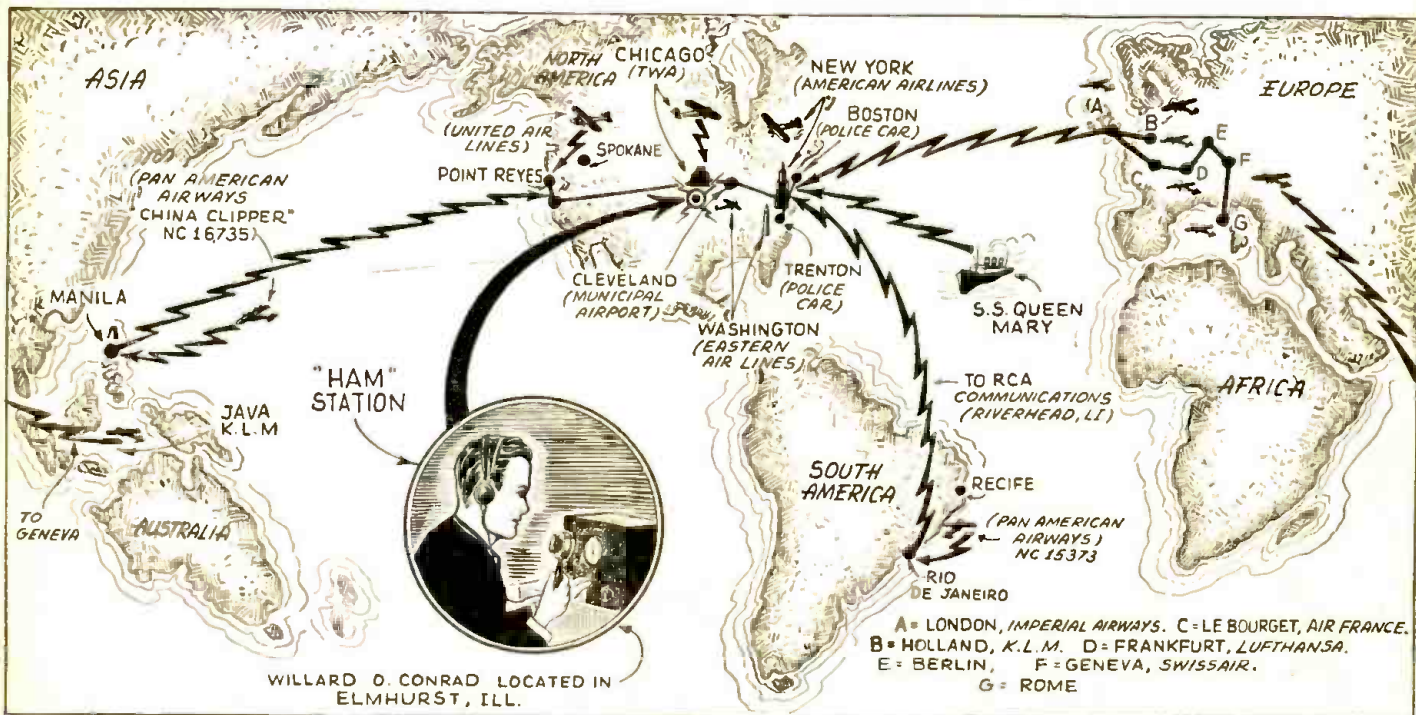 ASIA
NORTH
AMERICA
CHICAGO
(TWA)
NEW YORK
(AMERICAN AIRLINES)
EUROPE
(UNITED AIR
LINES)
SPOKANE
BOSTON
(POLICE CAR)
POINT REYES
(PAN AMERICAN
AIRWAYS
CHINA CLIPPER"
NC 16,735)
A
B
C
D
E
F
G
MANILA
CLEVELAND
(MUNICIPAL
AIRPORT)
TRENTON
(POLICE
CAR)
WASHINGTON
(EASTERN
AIR LINES)
S.S. QUEEN
MARY
"HAM"
STATION
JAVA
K.L.M
TO
GENEVA
AUSTRALIA
TO RCA
COMMUNICATIONS
(RIVERHEAD, LI)
AFRICA
SOUTH
AMERICA
RECIFE
(PAN AMERICAN
AIRWAYS)
NC 15373
RIO
DE JANEIRO
WILLARD O. CONRAD LOCATED IN
ELMHURST, ILL.
A = LONDON, IMPERIAL AIRWAYS. C = LE BOURGET, AIR FRANCE.
B = HOLLAND, K.L.M. D = FRANKFURT, LUFTHANSA.
E = BERLIN, F = GENEVA, SWISSAIR.
G = ROME